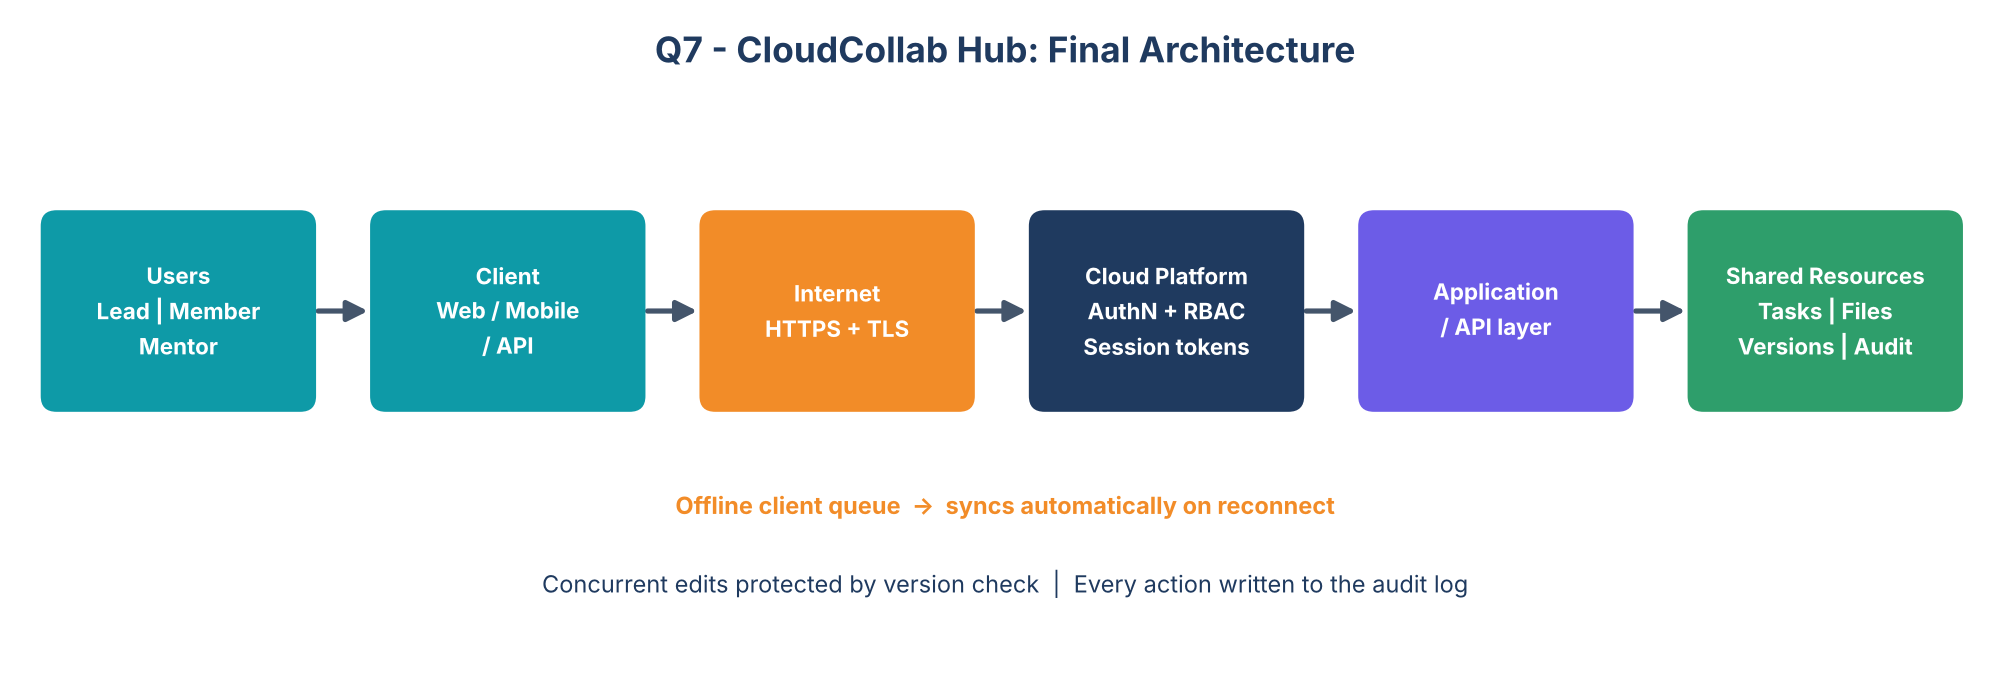 Q7 - CloudCollab Hub: Final Architecture
Users
Lead | Member
Mentor
Client
Web / Mobile
/ API
Internet
HTTPS + TLS
Cloud Platform
AuthN + RBAC
Session tokens
Application
/ API layer
Shared Resources
Tasks | Files
Versions | Audit
Offline client queue → syncs automatically on reconnect
Concurrent edits protected by version check | Every action written to the audit log